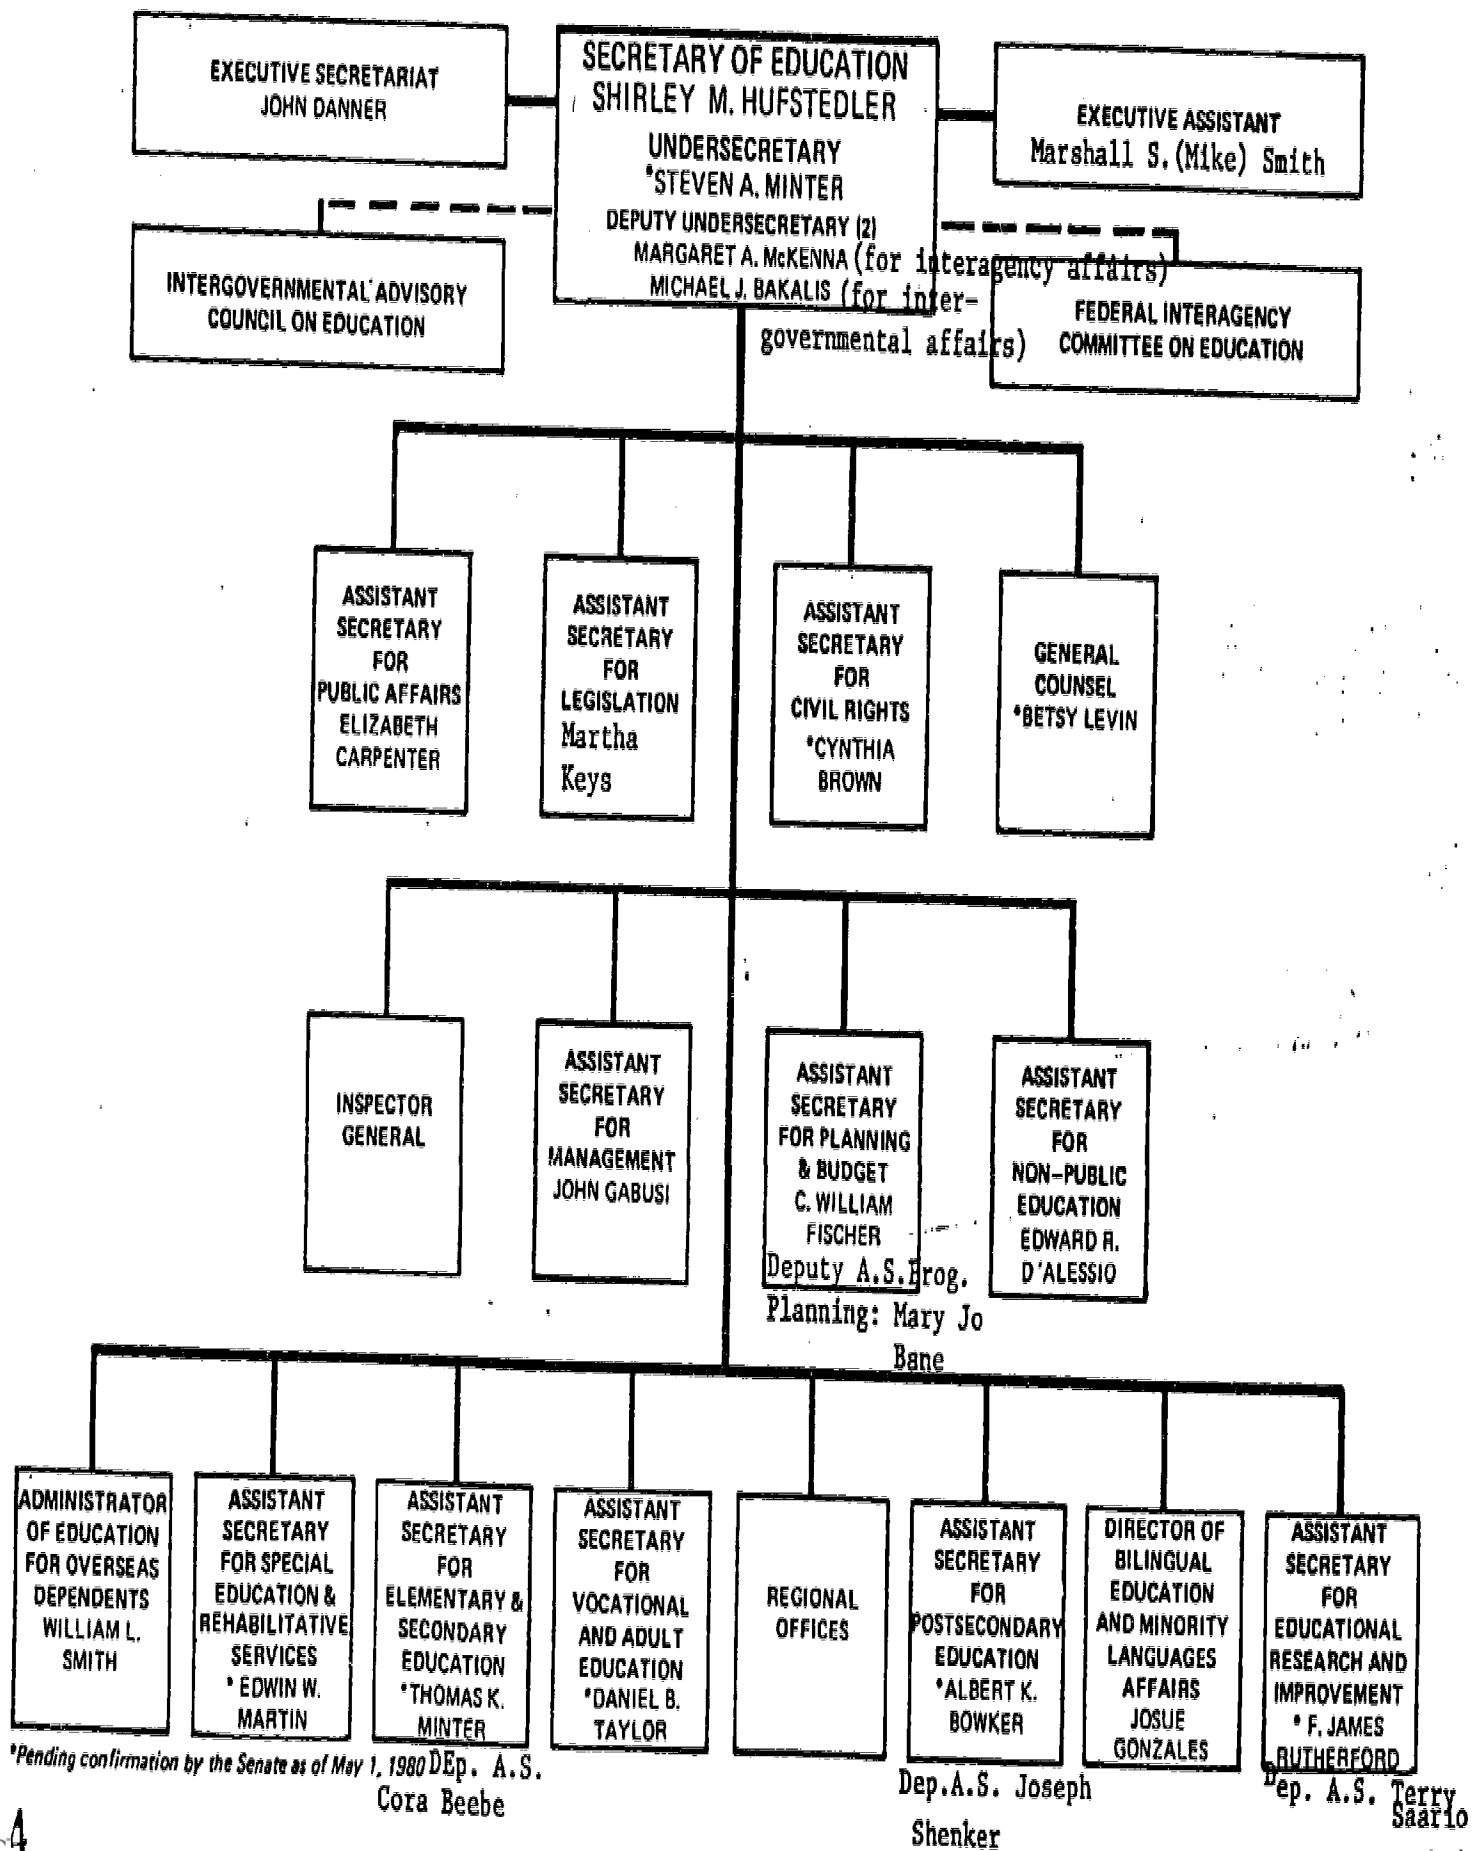 EXECUTIVE SECRETARIAT
JOHN DANNER
SECRETARY OF EDUCATION
SHIRLEY M. HUFSTEDLER
UNDERSECRETARY
*STEVEN A. MINTER
DEPUTY UNDERSECRETARY (2)
MARGARET A. McKENNA (for interagency affairs)
MICHAEL J. BAKALIS (for inter-
governmental affairs)
EXECUTIVE ASSISTANT
Marshall S.(Mike) Smith
INTERGOVERNMENTAL ADVISORY
COUNCIL ON EDUCATION
FEDERAL INTERAGENCY
COMMITTEE ON EDUCATION
ASSISTANT
SECRETARY
FOR
PUBLIC AFFAIRS
ELIZABETH
CARPENTER
ASSISTANT
SECRETARY
FOR
LEGISLATION
Martha
Keys
ASSISTANT
SECRETARY
FOR
CIVIL RIGHTS
*CYNTHIA
BROWN
GENERAL
COUNSEL
*BETSY LEVIN
INSPECTOR
GENERAL
ASSISTANT
SECRETARY
FOR
MANAGEMENT
JOHN GABUSI
ASSISTANT
SECRETARY
FOR PLANNING
& BUDGET
C. WILLIAM
FISCHER
Deputy A.S.Prog.
Planning: Mary Jo
Bane
ASSISTANT
SECRETARY
FOR
NON-PUBLIC
EDUCATION
EDWARD R.
D'ALESSIO
ADMINISTRATOR
OF EDUCATION
FOR OVERSEAS
DEPENDENTS
WILLIAM L.
SMITH
ASSISTANT
SECRETARY
FOR SPECIAL
EDUCATION &
REHABILITATIVE
SERVICES
* EDWIN W.
MARTIN
ASSISTANT
SECRETARY
FOR
ELEMENTARY &
SECONDARY
EDUCATION
*THOMAS K.
MINTER
DEp. A.S.
Cora Beebe
ASSISTANT
SECRETARY
FOR
VOCATIONAL
AND ADULT
EDUCATION
*DANIEL B.
TAYLOR
REGIONAL
OFFICES
ASSISTANT
SECRETARY
FOR
POSTSECONDARY
EDUCATION
*ALBERT K.
BOWKER
Dep.A.S. Joseph
Shenker
DIRECTOR OF
BILINGUAL
EDUCATION
AND MINORITY
LANGUAGES
AFFAIRS
JOSUE
GONZALES
ASSISTANT
SECRETARY
FOR
EDUCATIONAL
RESEARCH AND
IMPROVEMENT
* F. JAMES
RUTHERFORD
Dep. A.S. Terry
Saario
*Pending confirmation by the Senate as of May 1, 1980
4